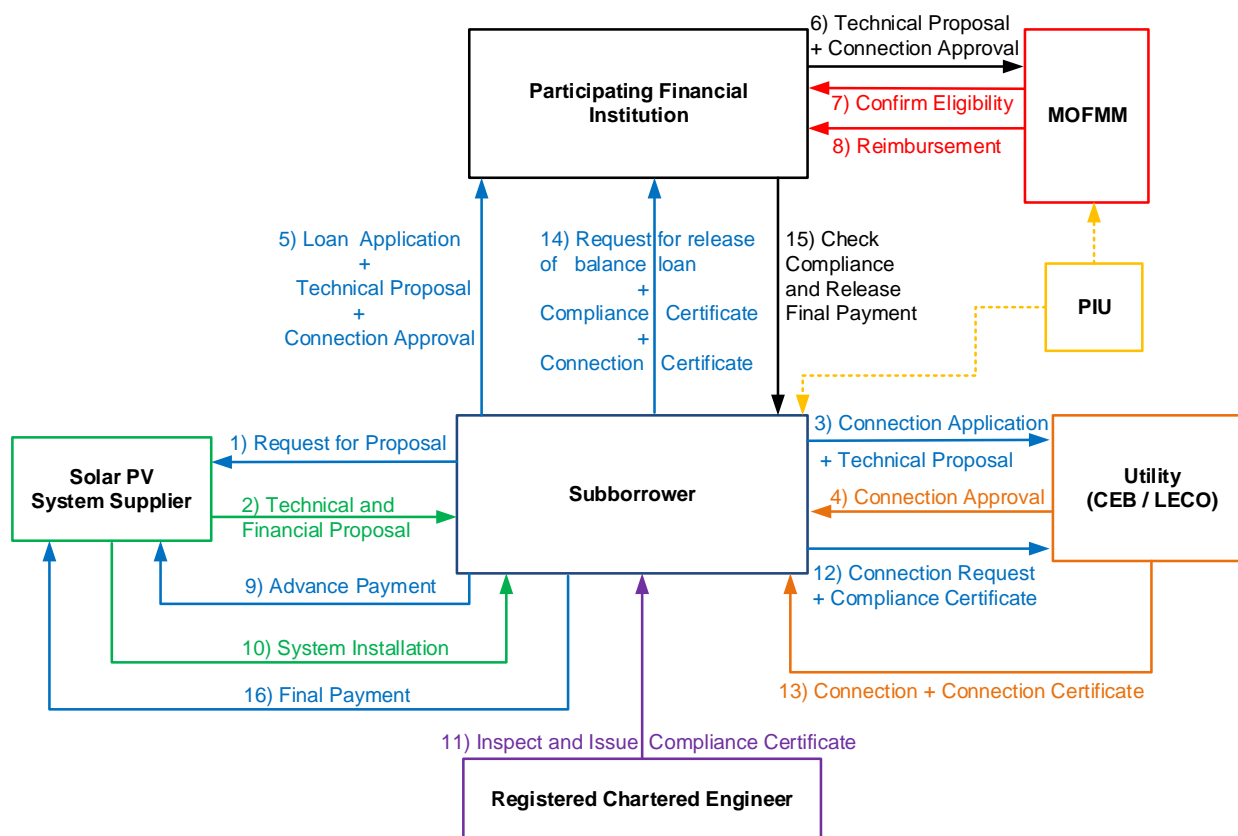 6) Technical Proposal
+ Connection Approval
Participating Financial
Institution
7) Confirm Eligibility
8) Reimbursement
MOFMM
5) Loan Application
+
Technical Proposal
+
Connection Approval
14) Request for release
of balance loan
+
Compliance Certificate
+
Connection Certificate
15) Check
Compliance
and Release
Final Payment
PIU
1) Request for Proposal
Solar PV
System Supplier
2) Technical and
Financial Proposal
Subborrower
3) Connection Application
+ Technical Proposal
4) Connection Approval
Utility
(CEB / LECO)
9) Advance Payment
12) Connection Request
+ Compliance Certificate
10) System Installation
16) Final Payment
13) Connection + Connection Certificate
11) Inspect and Issue Compliance Certificate
Registered Chartered Engineer